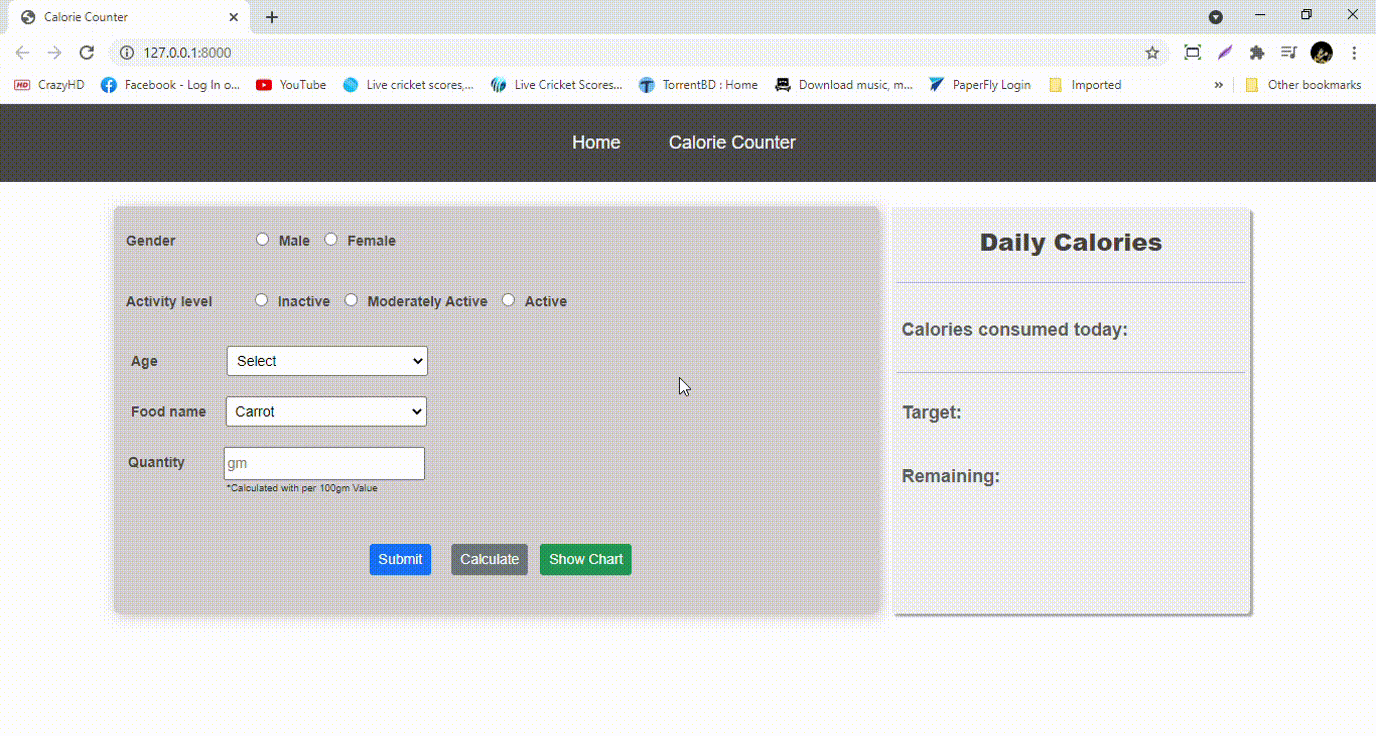 Calorie Counter
127.0.0.1:8000
HD CrazyHD Facebook - Log In o... YouTube Live cricket scores,... Live Cricket Scores... TorrentBD : Home Download music, m... PaperFly Login Imported » Other bookmarks
Home Calorie Counter
Gender Male Female
Activity level Inactive Moderately Active Active
Age Select
Food name Carrot
Quantity gm
*Calculated with per 100gm Value
Submit Calculate Show Chart
Daily Calories
Calories consumed today:
Target:
Remaining: